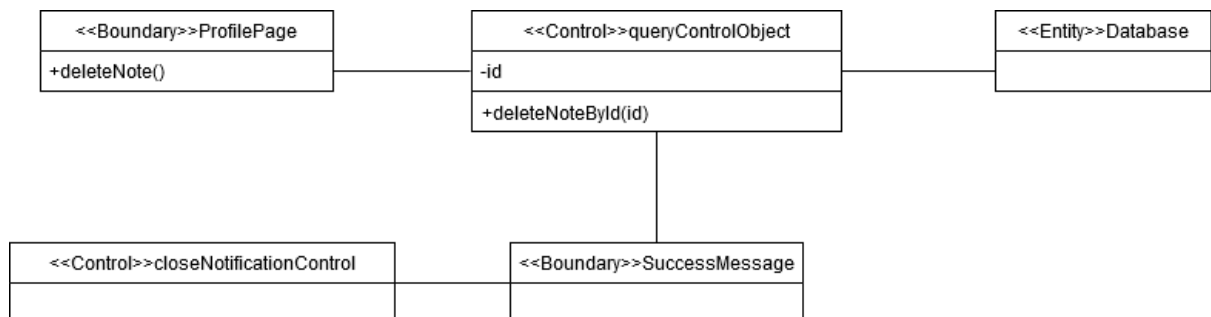 <<Boundary>>ProfilePage
+deleteNote()
<<Control>>queryControlObject
-id
+deleteNoteById(id)
<<Entity>>Database
<<Control>>closeNotificationControl
<<Boundary>>SuccessMessage